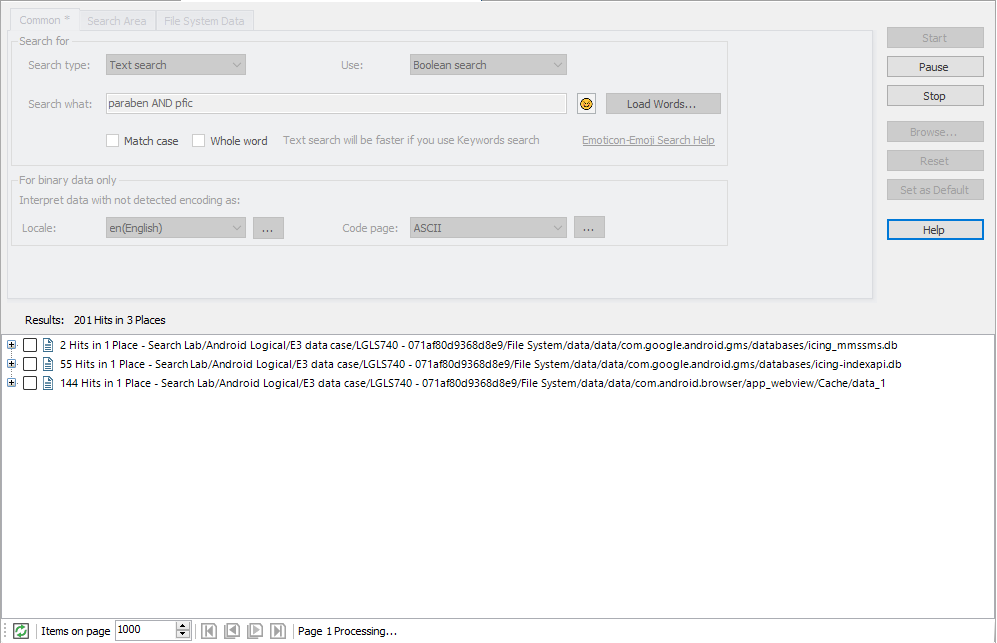 Common * Search Area File System Data
Search for
Start
Search type: Text search Use: Boolean search
Pause
Stop
Search what: paraben AND pfic Load Words...
Browse...
Match case Whole word Text search will be faster if you use Keywords search Emoticon-Emoji Search Help
Reset
For binary data only
Set as Default
Interpret data with not detected encoding as:
Locale: en(English) ... Code page: ASCII ...
Help
Results: 201 Hits in 3 Places
2 Hits in 1 Place - Search Lab/Android Logical/E3 data case/LGLS740 - 071af80d9368d8e9/File System/data/data/com.google.android.gms/databases/icing_mmssms.db
55 Hits in 1 Place - Search Lab/Android Logical/E3 data case/LGLS740 - 071af80d9368d8e9/File System/data/data/com.google.android.gms/databases/icing-indexapi.db
144 Hits in 1 Place - Search Lab/Android Logical/E3 data case/LGLS740 - 071af80d9368d8e9/File System/data/data/com.android.browser/app_webview/Cache/data_1
Items on page 1000 Page 1 Processing...